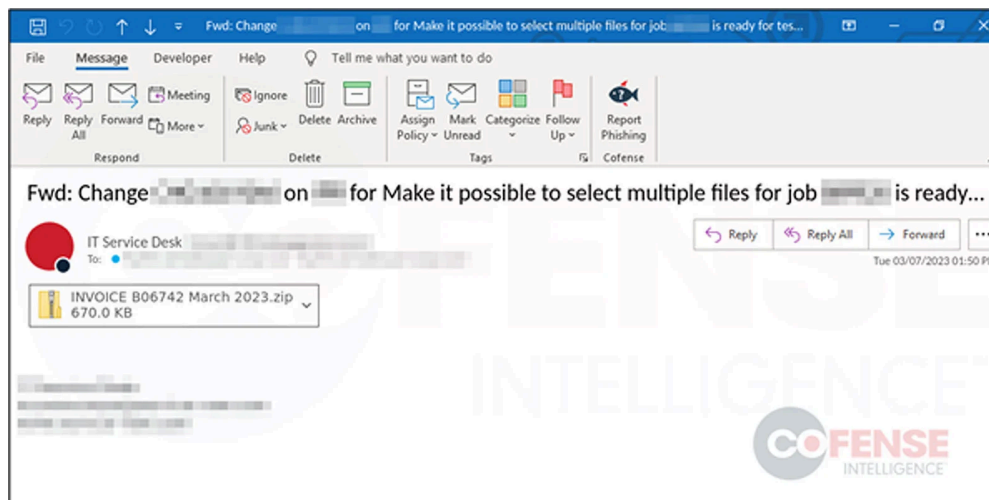 Fwd: Change on for Make it possible to select multiple files for job is ready for tes...
File Message Developer Help Tell me what you want to do
Reply Reply All Forward Meeting More
Ignore Junk Delete Archive
Assign Policy Mark Unread Categorize Follow Up
Report Phishing
Respond Delete Tags Cofense
Fwd: Change on for Make it possible to select multiple files for job is ready...
IT Service Desk
Reply Reply All Forward
To:
Tue 03/07/2023 01:50 P
INVOICE B06742 March 2023.zip
670.0 KB
COFENSE
INTELLIGENCE
COFENSE
INTELLIGENCE